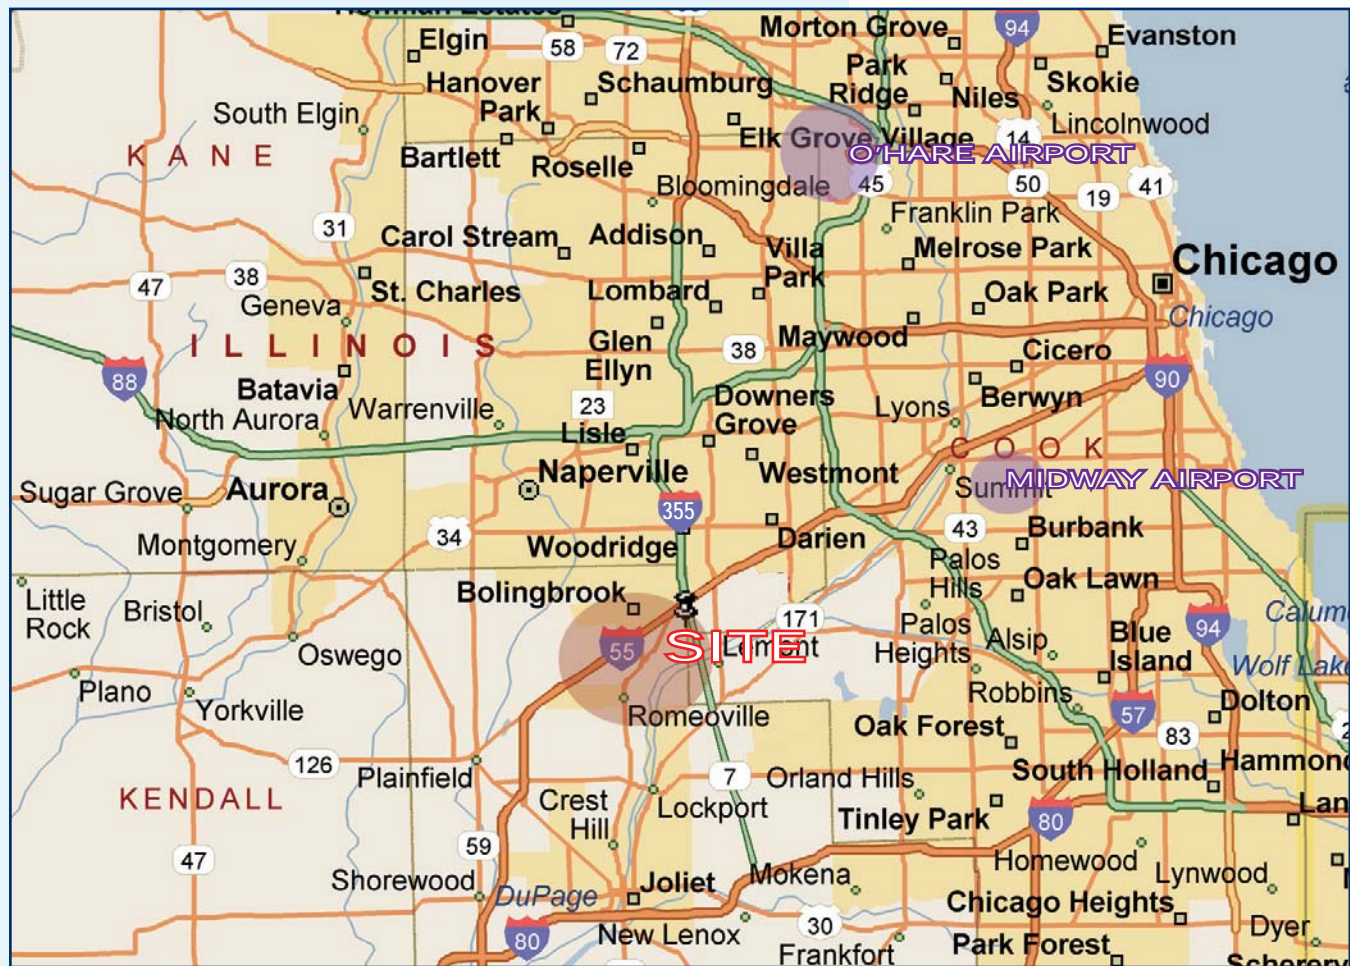 Hoffman Estates
94
Morton Grove
Evanston
Elgin
58
72
Park
Ridge
Skokie
Hanover
Park
Schaumburg
Niles
South Elgin
Lincolnwood
Elk Grove Village
14
KANE
Bartlett
Roselle
O'HARE AIRPORT
Bloomingdale
45
50
19
41
31
Franklin Park
Carol Stream
Addison
Villa
Park
Melrose Park
Chicago
47
38
St. Charles
Lombard
Oak Park
Geneva
Chicago
ILLINOIS
Glen
Ellyn
38
Maywood
Cicero
88
Batavia
90
Downers
Grove
Berwyn
North Aurora
Warrenville
23
Lyons
Lisle
COOK
Naperville
Westmont
Summit
MIDWAY AIRPORT
Sugar Grove
Aurora
355
34
43
Burbank
Montgomery
Woodridge
Darien
Palos
Hills
Oak Lawn
Bolingbrook
Little
Rock
Bristol
171
Palos
Heights
Alsip
Blue
Island
94
Oswego
55
SITE
Lemont
Wolf Lake
Plano
Yorkville
Robbins
57
Dolton
Romeoville
Oak Forest
83
126
Plainfield
7
Orland Hills
South Holland
KENDALL
Crest
Hill
Lockport
Tinley Park
80
47
59
Homewood
Lynwood
Shorewood
DuPage
Joliet
Mokena
Chicago Heights
80
New Lenox
30
Frankfort
Park Forest
Dyer